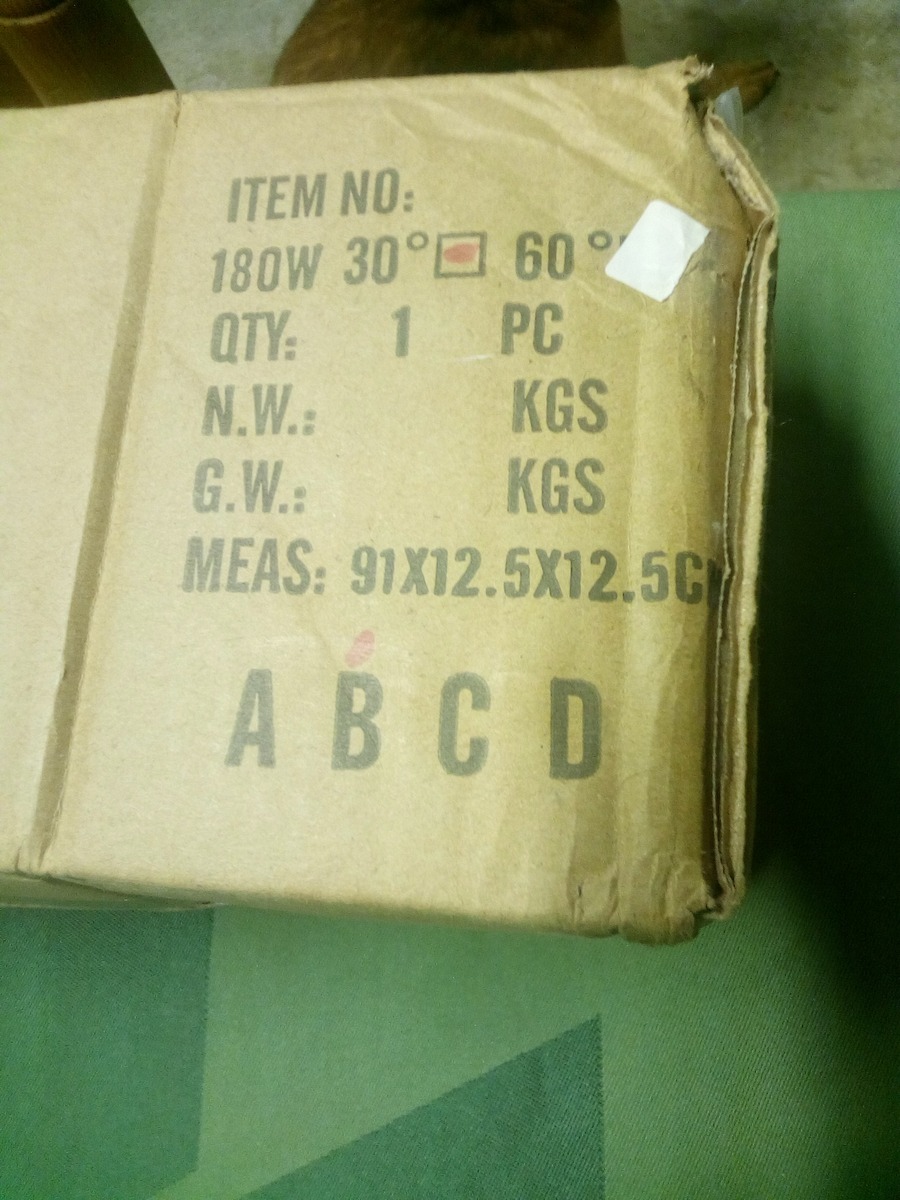 ITEM NO:
180W 30° 60°
QTY: 1 PC
N.W.: KGS
G.W.: KGS
MEAS: 91X12.5X12.5C
A B C D